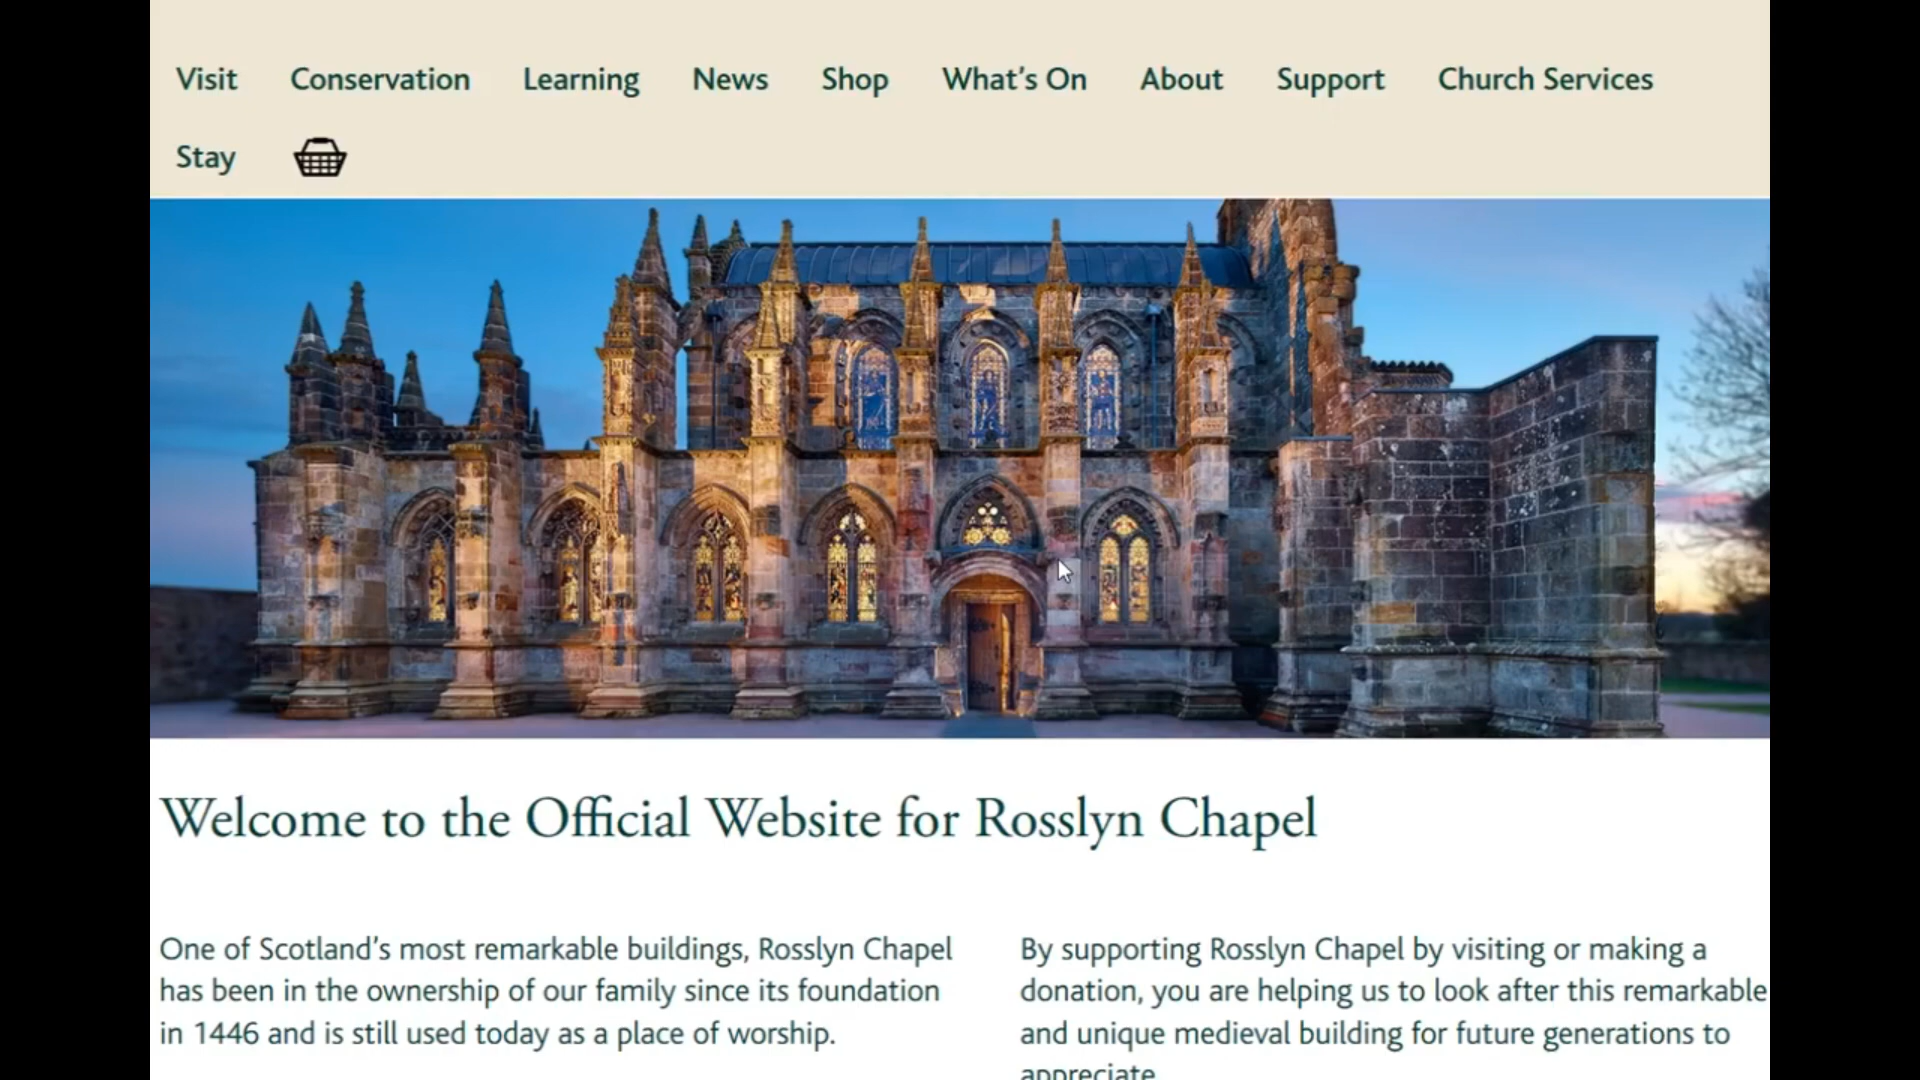 Visit Conservation Learning News Shop What's On About Support Church Services
Stay
Welcome to the Official Website for Rosslyn Chapel
One of Scotland's most remarkable buildings, Rosslyn Chapel
has been in the ownership of our family since its foundation
in 1446 and is still used today as a place of worship.
By supporting Rosslyn Chapel by visiting or making a
donation, you are helping us to look after this remarkable
and unique medieval building for future generations to
appreciate.